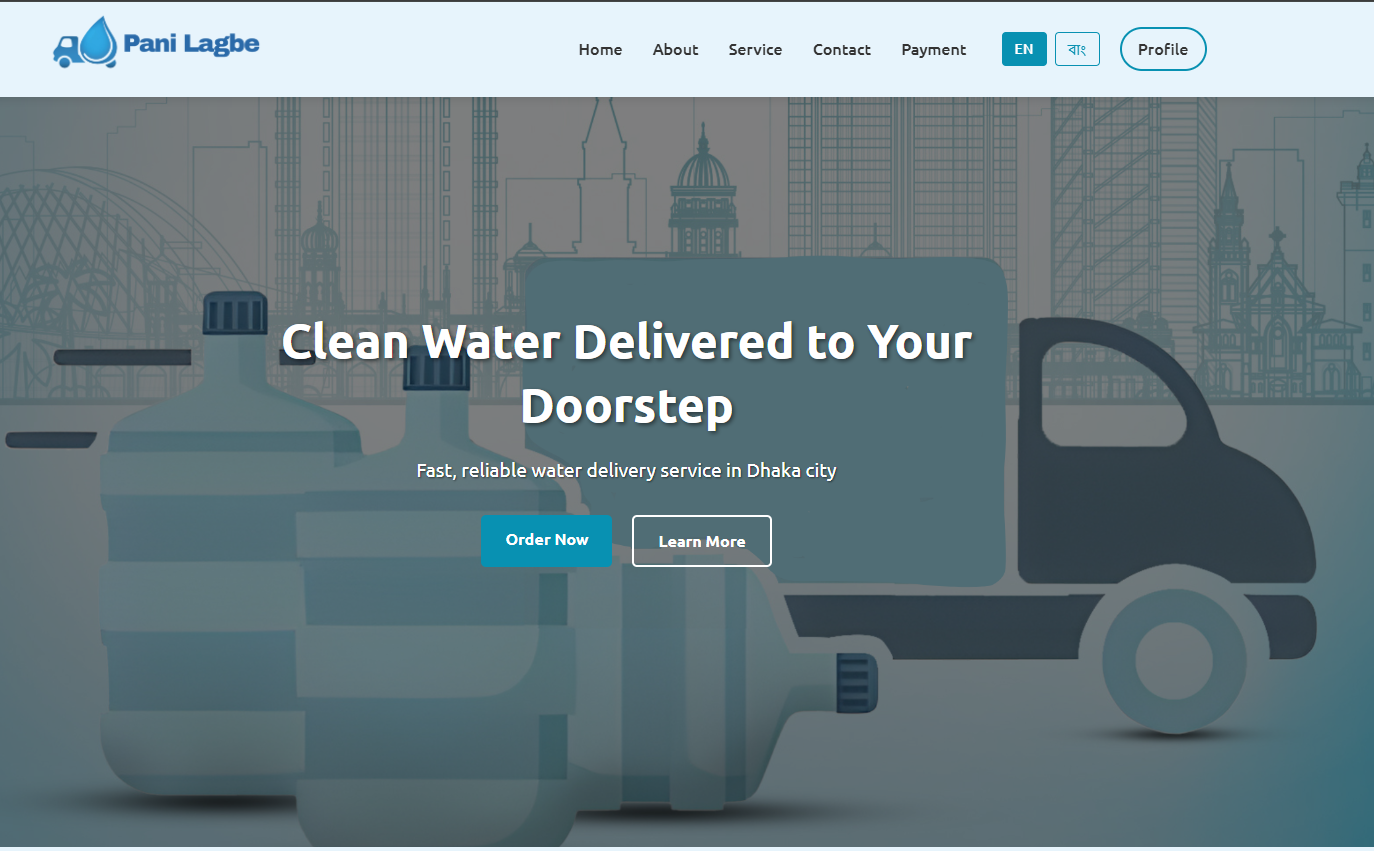 Pani Lagbe
Home About Service Contact Payment EN বাং Profile
Clean Water Delivered to Your
Doorstep
Fast, reliable water delivery service in Dhaka city
Order Now Learn More